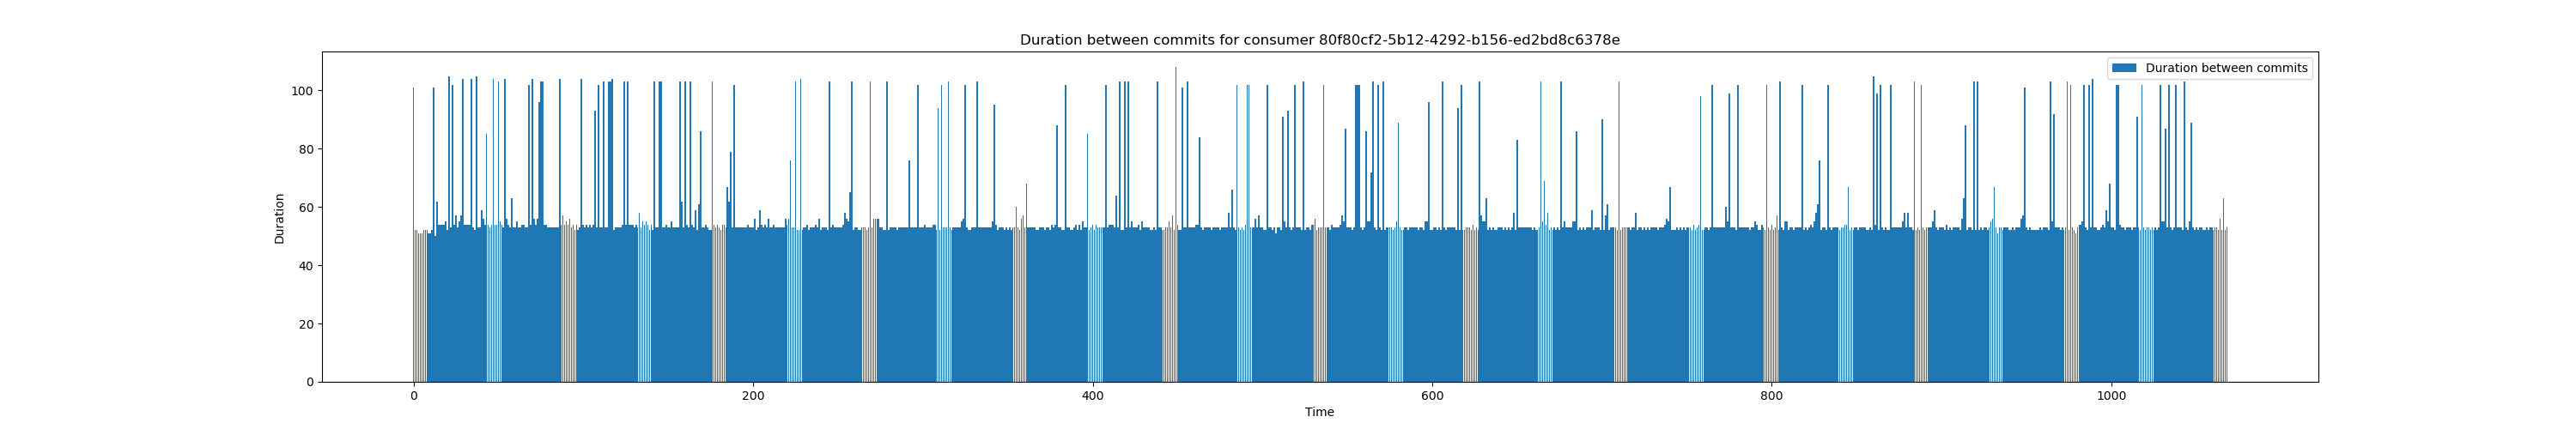 Duration between commits for consumer 80f80cf2-5b12-4292-b156-ed2bd8c6378e
Duration between commits
100
80
60
40
20
0
Duration
0 200 400 600 800 1000
Time